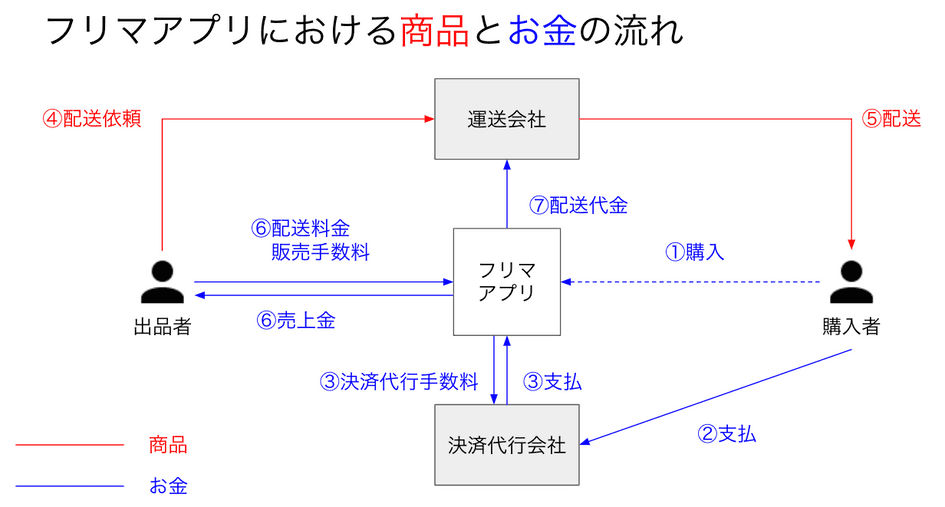 フリマアプリにおける商品とお金の流れ
④配送依頼
運送会社
⑤配送
⑦配送代金
⑥配送料金
販売手数料
①購入
フリマ
アプリ
出品者
⑥売上金
購入者
③決済代行手数料
③支払
②支払
決済代行会社
商品
お金